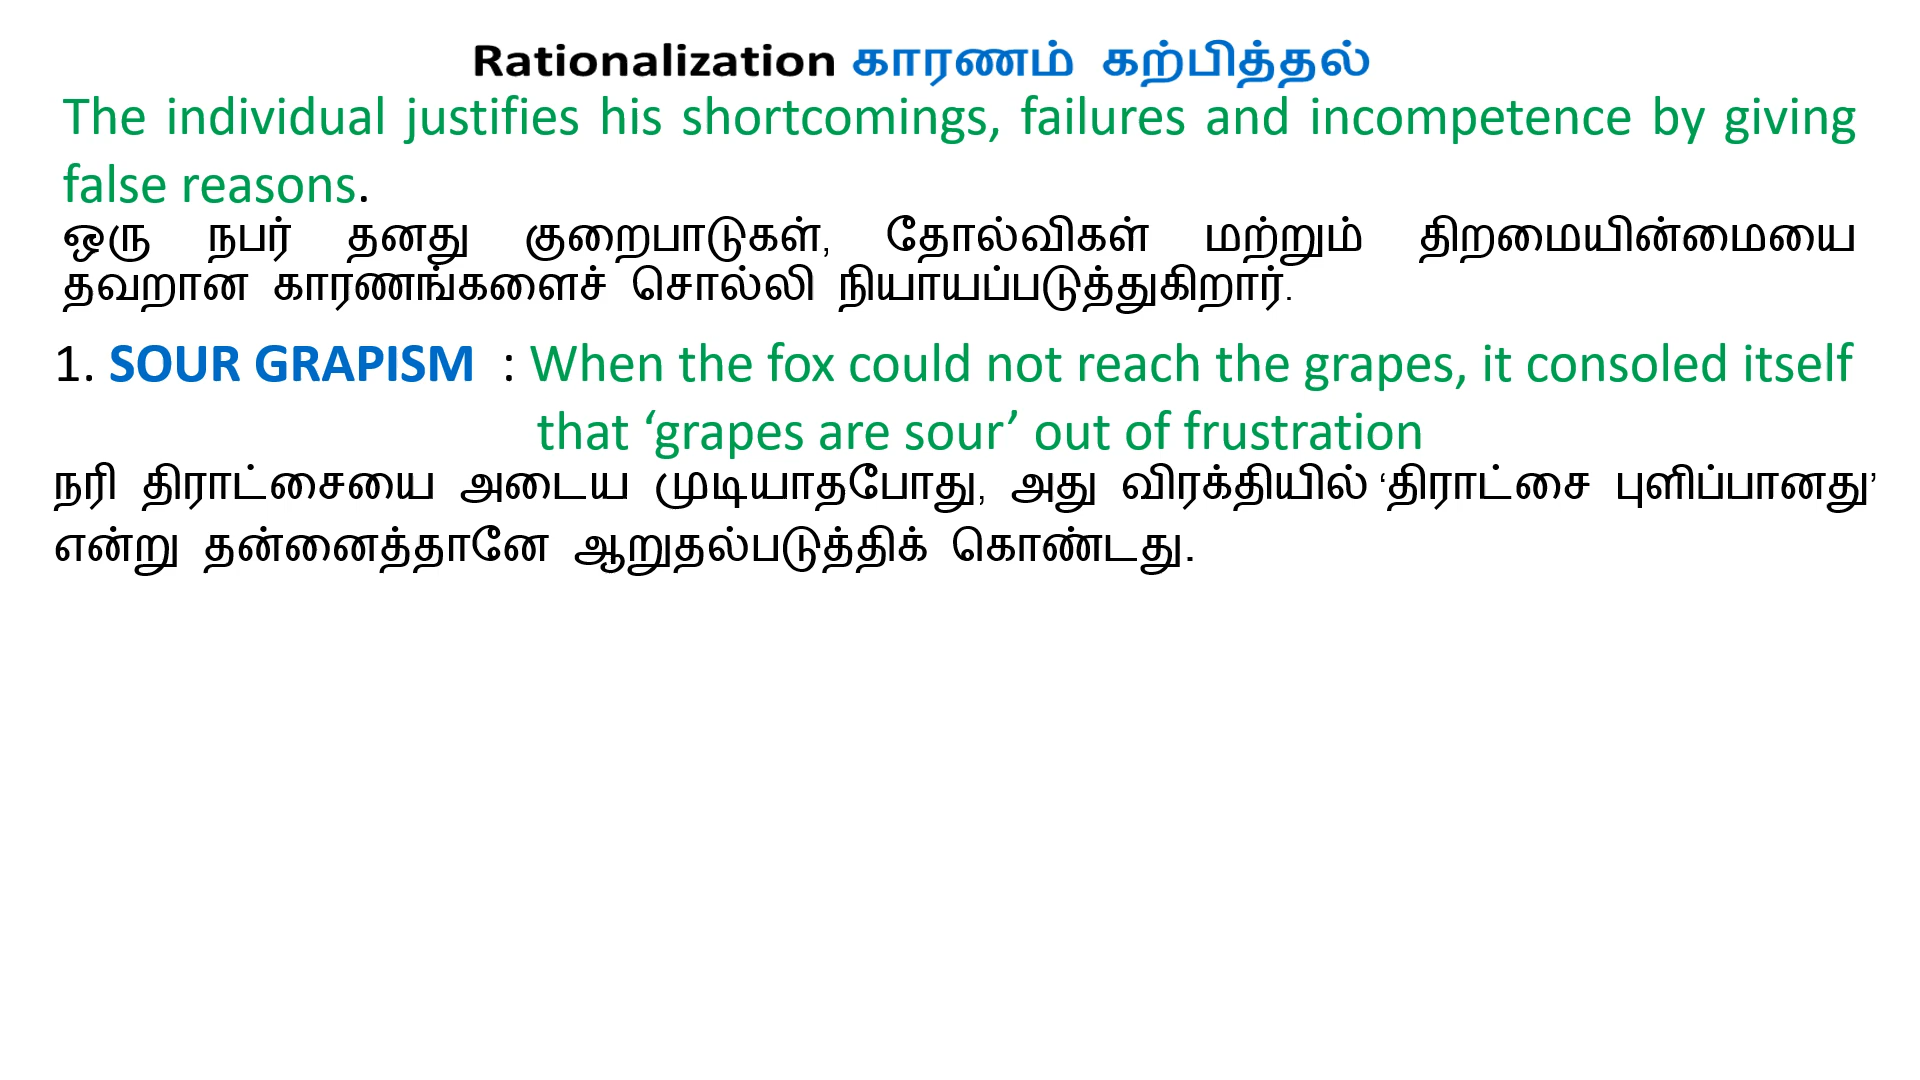 Rationalization காரணம் கற்பித்தல்
The individual justifies his shortcomings, failures and incompetence by giving
false reasons.
ஒரு நபர் தனது குறைபாடுகள், தோல்விகள் மற்றும் திறமையின்மையை
தவறான காரணங்களைச் சொல்லி நியாயப்படுத்துகிறார்.
1. SOUR GRAPISM : When the fox could not reach the grapes, it consoled itself
that ‘grapes are sour’ out of frustration
நரி திராட்சையை அடைய முடியாதபோது, அது விரக்தியில் ‘திராட்சை புளிப்பானது’
என்று தன்னைத்தானே ஆறுதல்படுத்திக் கொண்டது.